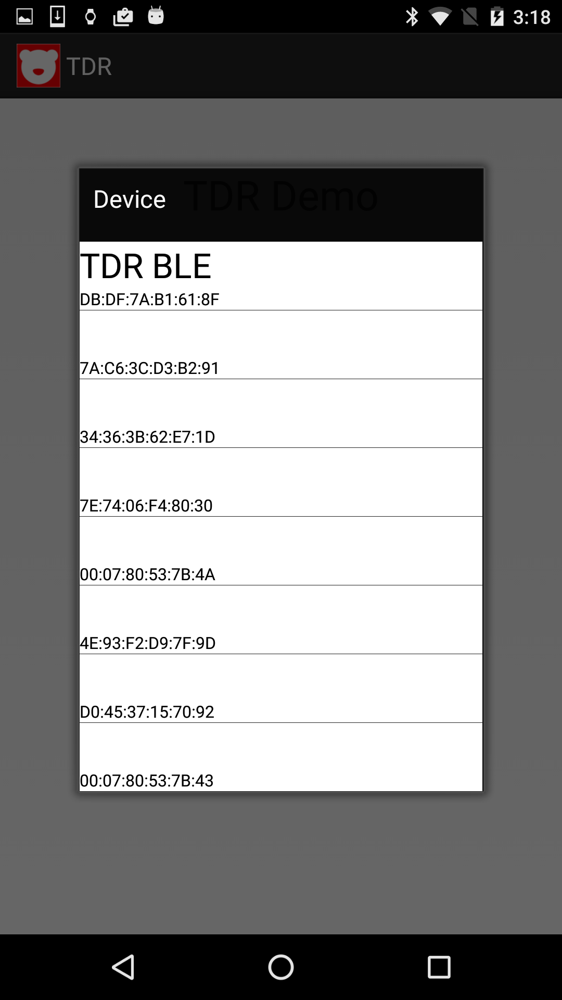 3:18
TDR
Device
TDR Demo
TDR BLE
DB:DF:7A:B1:61:8F
7A:C6:3C:D3:B2:91
34:36:3B:62:E7:1D
7E:74:06:F4:80:30
00:07:80:53:7B:4A
4E:93:F2:D9:7F:9D
D0:45:37:15:70:92
00:07:80:53:7B:43